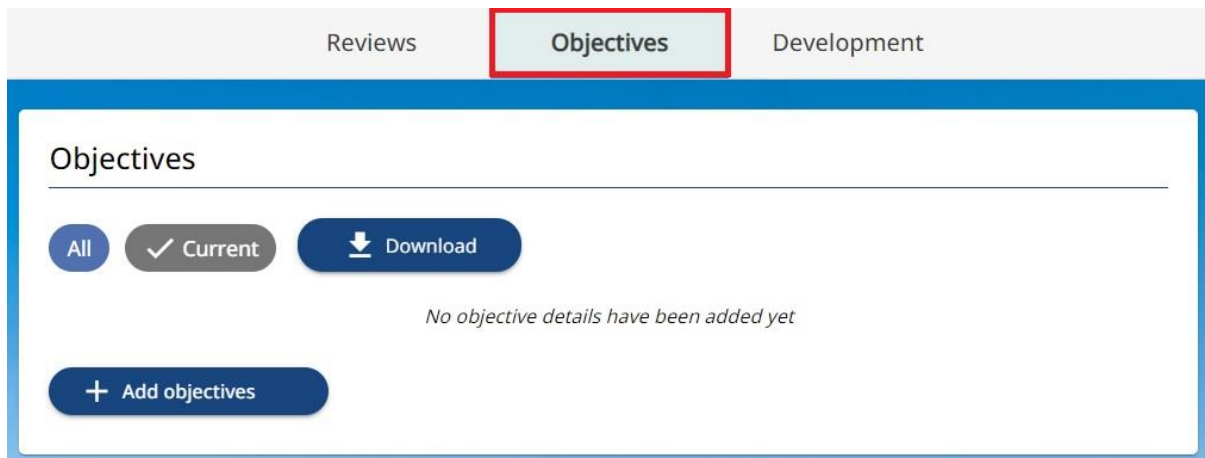 Reviews Objectives Development
Objectives
All Current Download
No objective details have been added yet
Add objectives